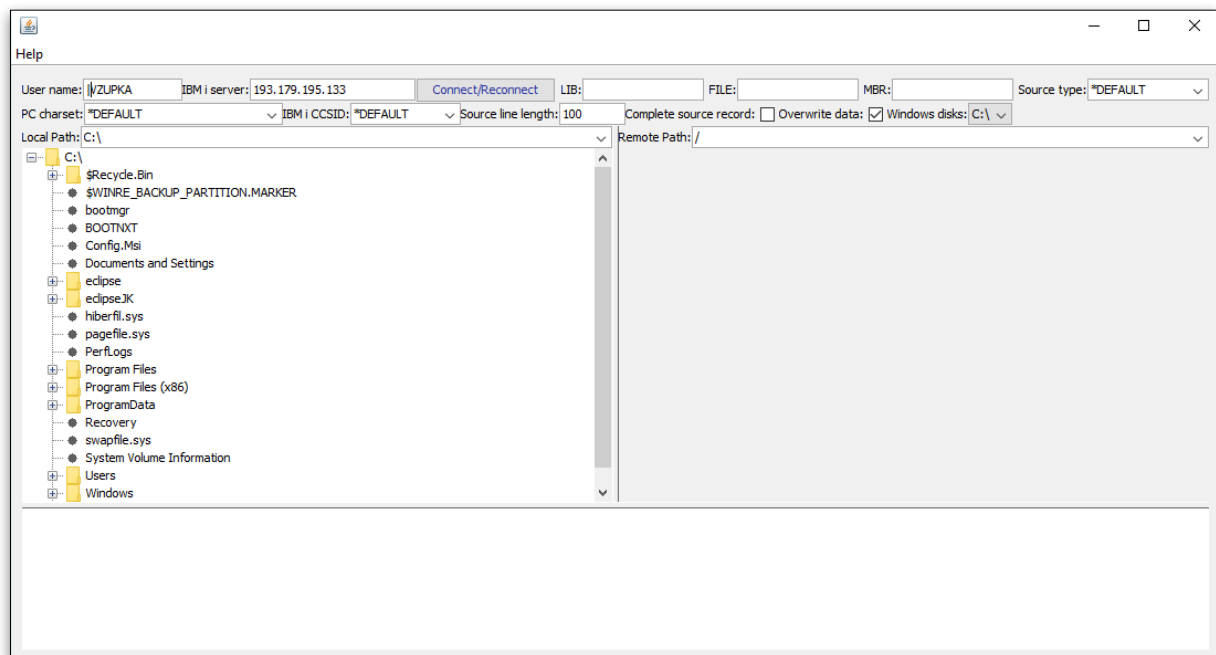 Help
User name: VZUPKA IBM i server: 193.179.195.133 Connect/Reconnect LIB: FILE: MBR: Source type: *DEFAULT
PC charset: *DEFAULT IBM i CCSID: *DEFAULT Source line length: 100 Complete source record: Overwrite data: Windows disks: C:\
Local Path: C:\ Remote Path: /
C:\
$Recycle.Bin
$WINRE_BACKUP_PARTITION.MARKER
bootmgr
BOOTNXT
Config.Msi
Documents and Settings
eclipse
eclipseJK
hiberfil.sys
pagefile.sys
PerfLogs
Program Files
Program Files (x86)
ProgramData
Recovery
swapfile.sys
System Volume Information
Users
Windows